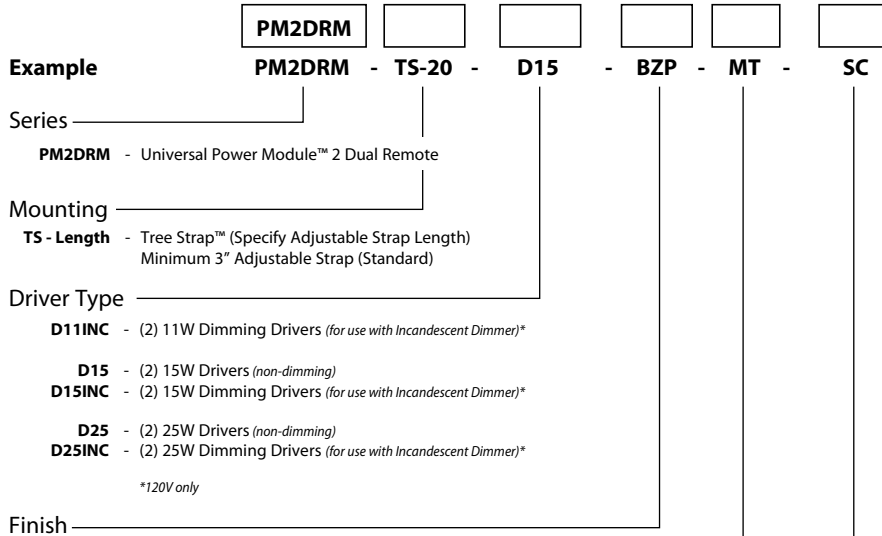 PM2DRM
Example PM2DRM - TS-20 - D15 - BZP - MT - SC
Series
PM2DRM - Universal Power Module™ 2 Dual Remote
Mounting
TS - Length - Tree Strap™ (Specify Adjustable Strap Length)
Minimum 3” Adjustable Strap (Standard)
Driver Type
D11INC - (2) 11W Dimming Drivers (for use with Incandescent Dimmer)*
D15 - (2) 15W Drivers (non-dimming)
D15INC - (2) 15W Dimming Drivers (for use with Incandescent Dimmer)*
D25 - (2) 25W Drivers (non-dimming)
D25INC - (2) 25W Dimming Drivers (for use with Incandescent Dimmer)*
*120V only
Finish